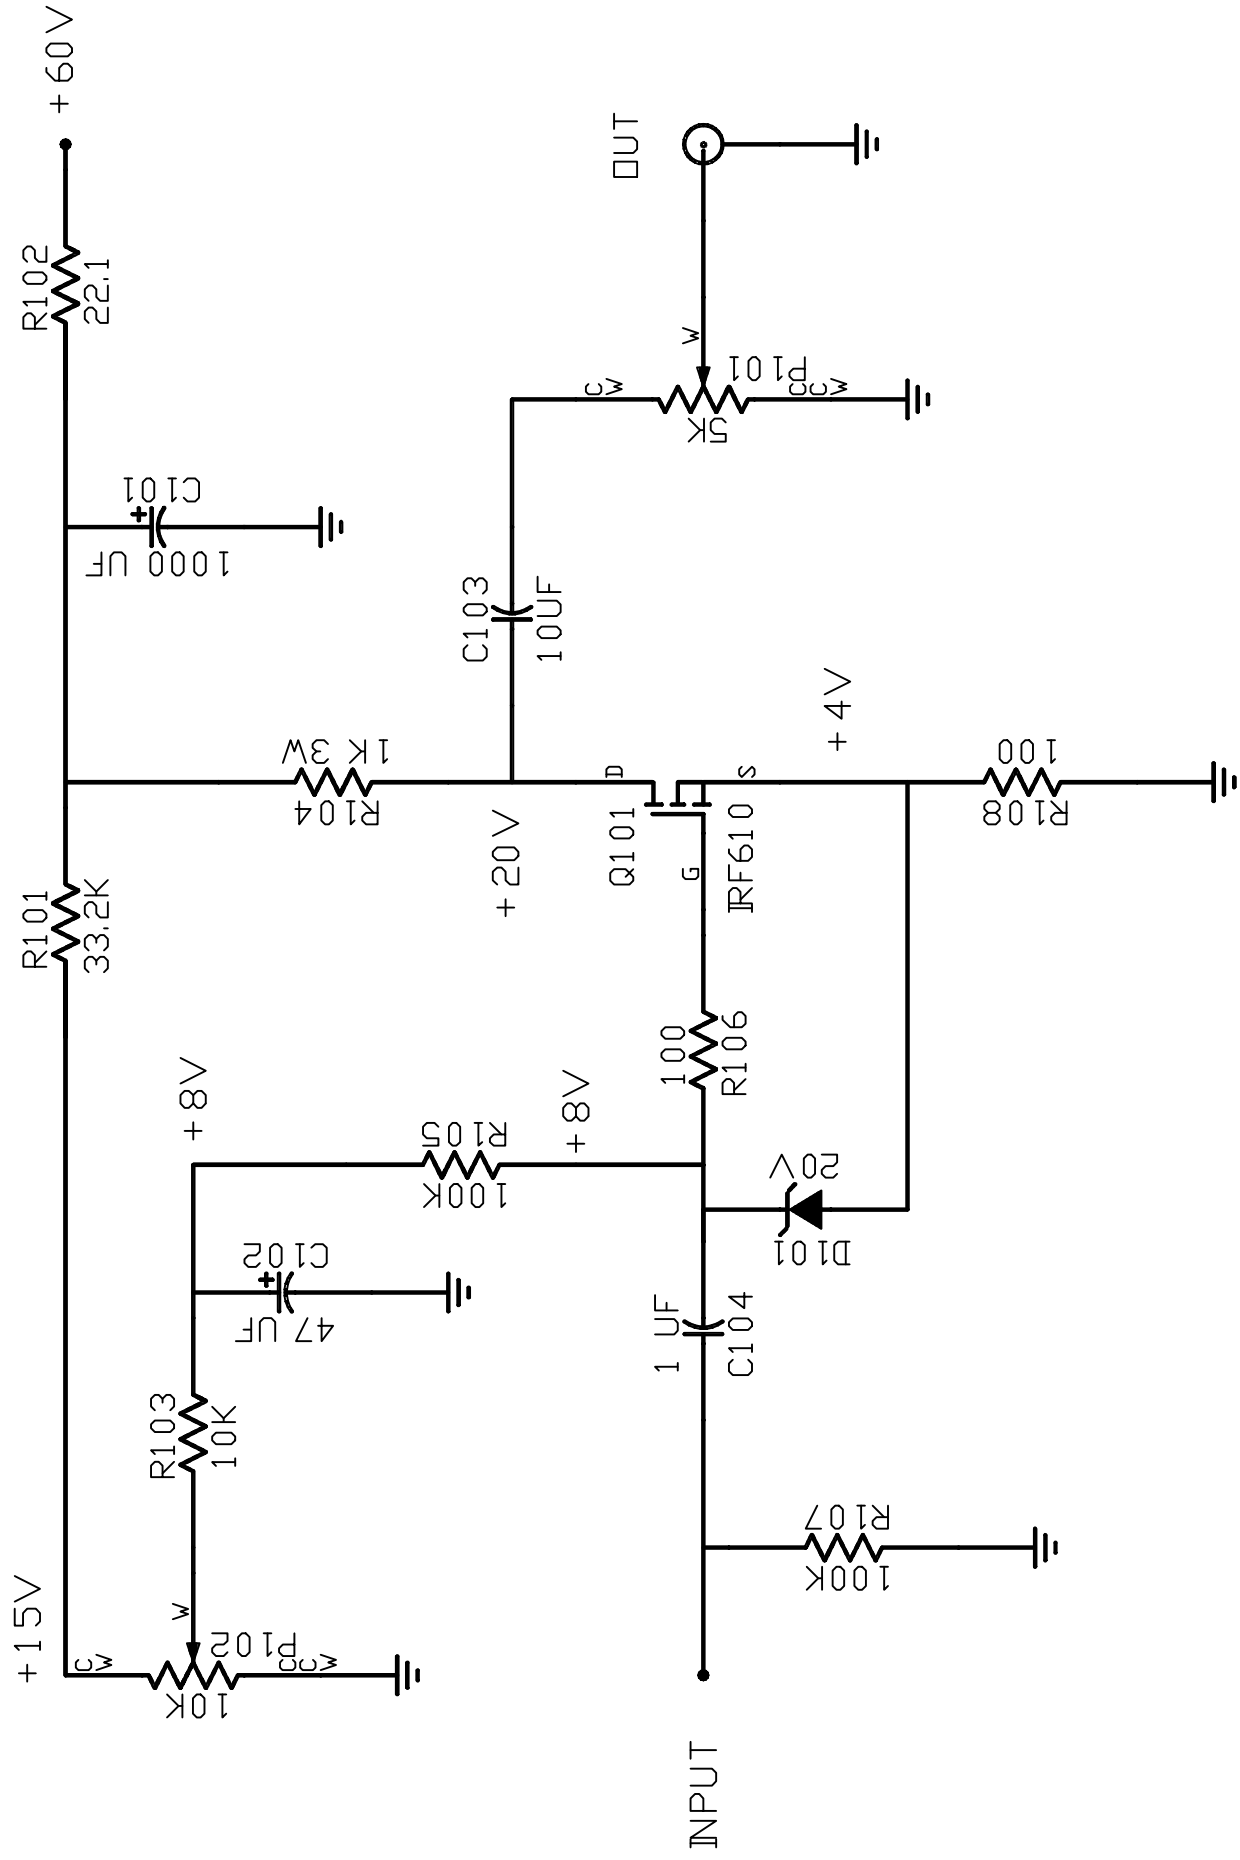 +15V
R101
33.2K
R102
22.1
+60V
CW
10K
P102
W
CCW
R103
10K
47 UF
C102
+
+8V
100K
R105
+8V
R104
1K 3W
1000 UF
C101
+
+20V
C103
10UF
CW
5K
P101
W
CCW
OUT
INPUT
100K
R107
1 UF
C104
D101
20V
100
R106
Q101
D
G
S
IRF610
+4V
R108
100